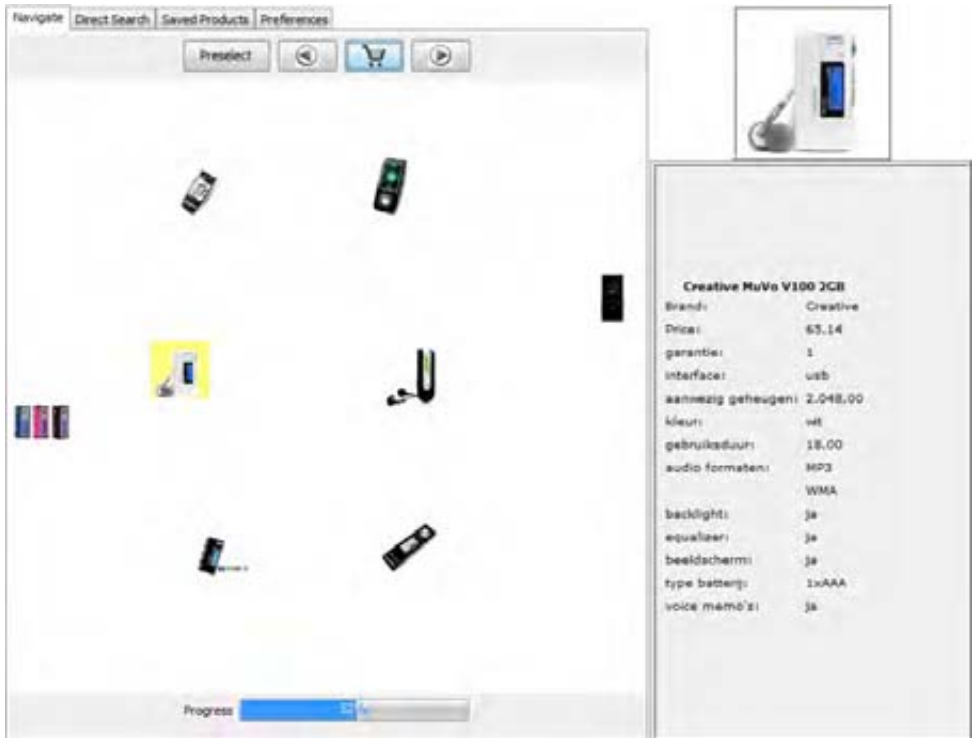 Navigate Direct Search Saved Products Preferences
Preselect
Creative MuVo V100 2GB
Brand: Creative
Price: 63.14
garantie: 1
interface: usb
aanwezig geheugen: 2.048,00
kleur: wit
gebruiksduur: 18.00
audio formaten: MP3
WMA
backlight: ja
equalizer: ja
beeldscherm: ja
type batterij: 1xAAA
voice memo's: ja
Progress